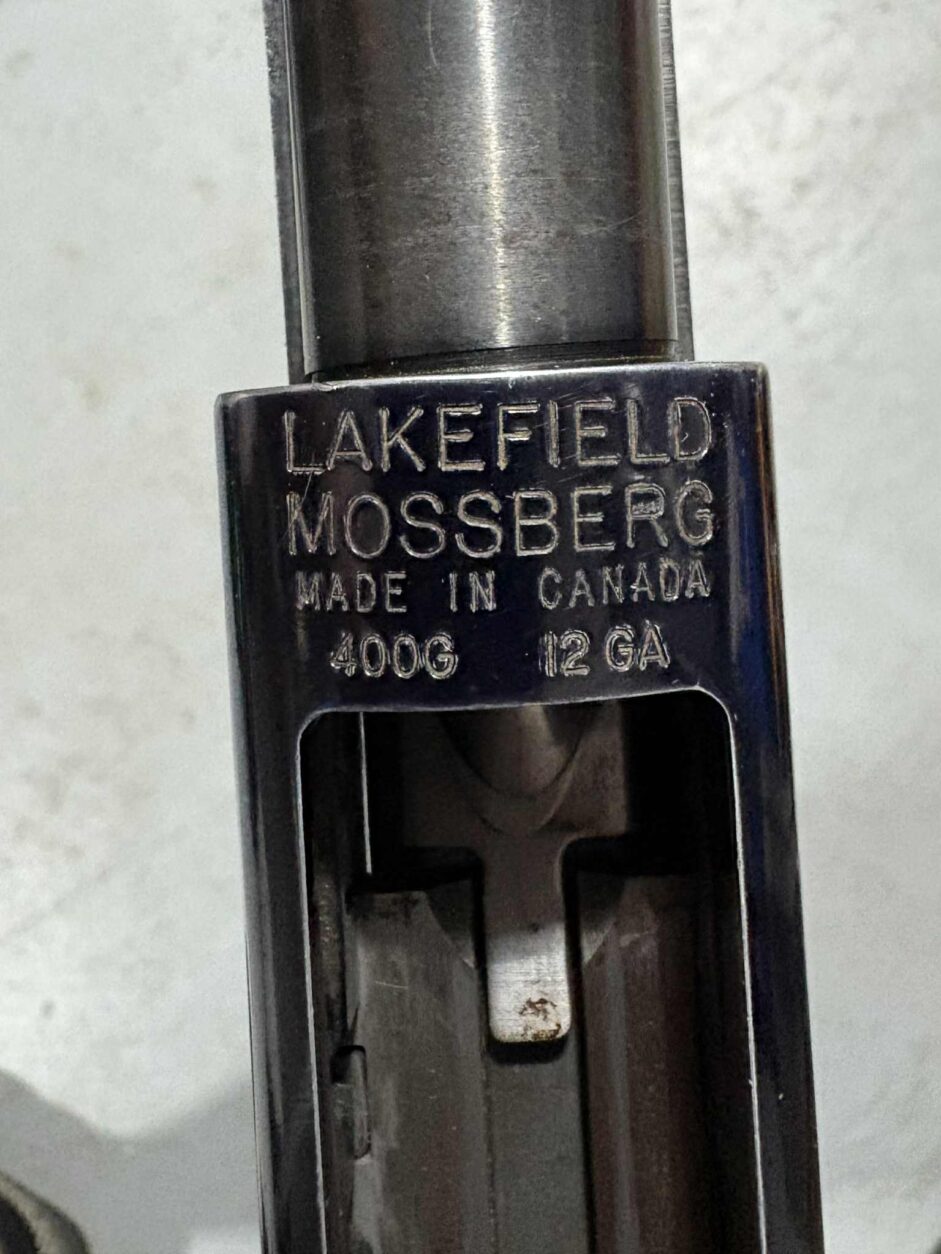 LAKEFIELD
MOSSBERG
MADE IN CANADA
400G 12 GA